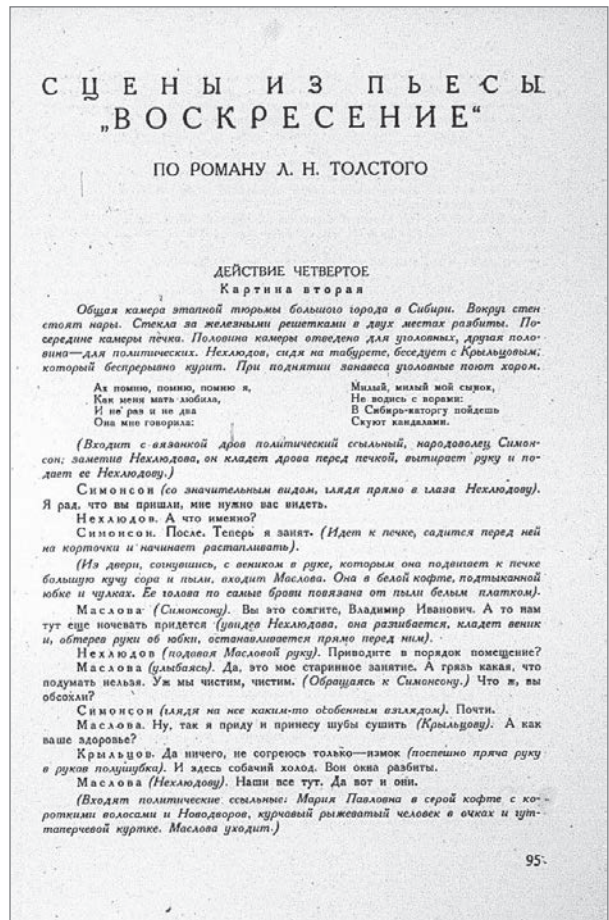 СЦЕНЫ ИЗ ПЬЕСЫ
„ВОСКРЕСЕНИЕ“
ПО РОМАНУ Л. Н. ТОЛСТОГО
ДЕЙСТВИЕ ЧЕТВЕРТОЕ
Картина вторая
Общая камера этапной тюрьмы большого города в Сибири. Вокруг стен
стоят нары. Стекла за железными решетками в двух местах разбиты. По-
середине камеры печка. Половина камеры отведена для уголовных, другая поло-
вина—для политических. Нехлюдов, сидя на табурете, беседует с Крыльцовым,
который беспрерывно курит. При поднятии занавеса уголовные поют хором.
Ах помню, помню, помню я,
Как меня мать любила,
И не раз и не два
Она мне говорила:
Милый, милый мой сынок,
Не водись с ворами:
В Сибирь-каторгу пойдешь
Скуют кандалами.
(Входит с вязанкой дров политический ссыльный, народоволец Симон-
сон; заметив Нехлюдова, он кладет дрова перед печкой, вытирает руку и по-
дает ее Нехлюдову.)
Симонсон (со значительным видом, глядя прямо в глаза Нехлюдову).
Я рад, что вы пришли, мне нужно вас видеть.
Нехлюдов. А что именно?
Симонсон. После. Теперь я занят. (Идет к печке, садится перед ней
на корточки и начинает растапливать).
(Из двери, согнувшись, с веником в руке, которым она подвигает к печке
большую кучу сора и пыли, входит Маслова. Она в белой кофте, подтыканной
юбке и чулках. Ее голова по самые брови повязана от пыли белым платком).
Маслова (Симонсону). Вы это сожгите, Владимир Иванович. А то нам
тут еще ночевать придется (увидев Нехлюдова, она разгибается, кладет веник
и, обтерев руки об юбки, останавливается прямо перед ним).
Нехлюдов (подавая Масловой руку). Приводите в порядок помещение?
Маслова (улыбаясь). Да, это мое старинное занятие. А грязь какая, что
подумать нельзя. Уж мы чистим, чистим. (Обращаясь к Симонсону.) Что ж, вы
обсохли?
Симонсон (глядя на нее каким-то особенным взглядом). Почти.
Маслова. Ну, так я приду и принесу шубы сушить (Крыльцову). А как
ваше здоровье?
Крыльцов. Да ничего, не согреюсь только—измок (поспешно пряча руку
в рукав полушубка). И здесь собачий холод. Вон окна разбиты.
Маслова (Нехлюдову). Наши все тут. Да вот и они.
(Входят политические ссыльные: Мария Павловна в серой кофте с ко-
роткими волосами и Новодворов, курчавый рыжеватый человек в очках и гут-
таперчевой куртке. Маслова уходит.)
95